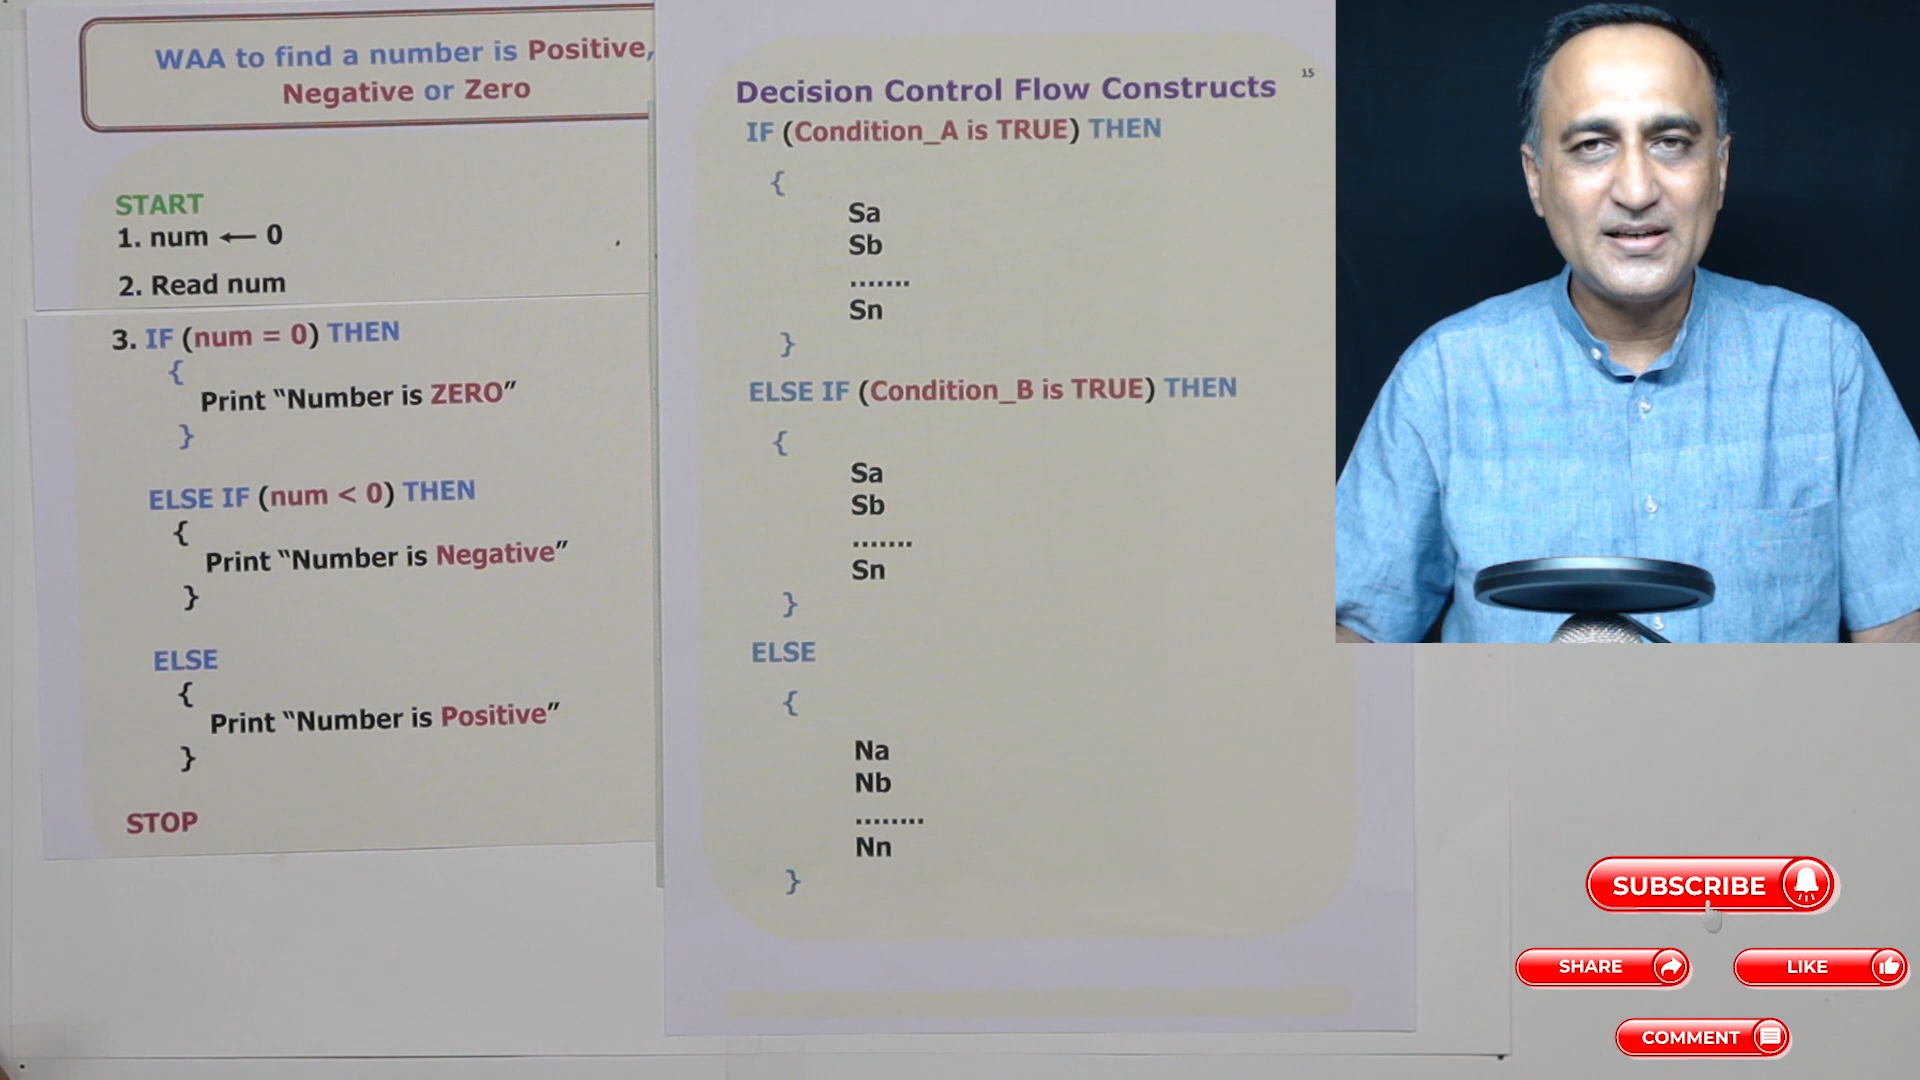 WAA to find a number is Positive,
Negative or Zero
START
1. num ← 0
2. Read num
3. IF (num = 0) THEN
{
Print “Number is ZERO”
}
ELSE IF (num < 0) THEN
{
Print “Number is Negative”
}
ELSE
{
Print “Number is Positive”
}
STOP
15
Decision Control Flow Constructs
IF (Condition_A is TRUE) THEN
{
Sa
Sb
.......
Sn
}
ELSE IF (Condition_B is TRUE) THEN
{
Sa
Sb
.......
Sn
}
ELSE
{
Na
Nb
........
Nn
}
SUBSCRIBE
SHARE
LIKE
COMMENT